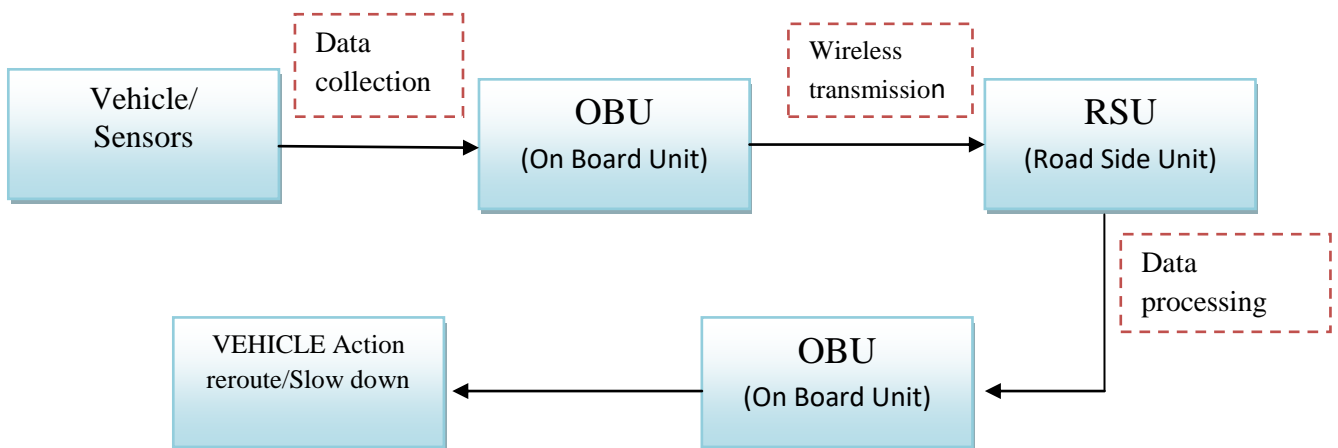 Vehicle/
Sensors
Data
collection
OBU
(On Board Unit)
Wireless
transmission
RSU
(Road Side Unit)
Data
processing
OBU
(On Board Unit)
VEHICLE Action
reroute/Slow down